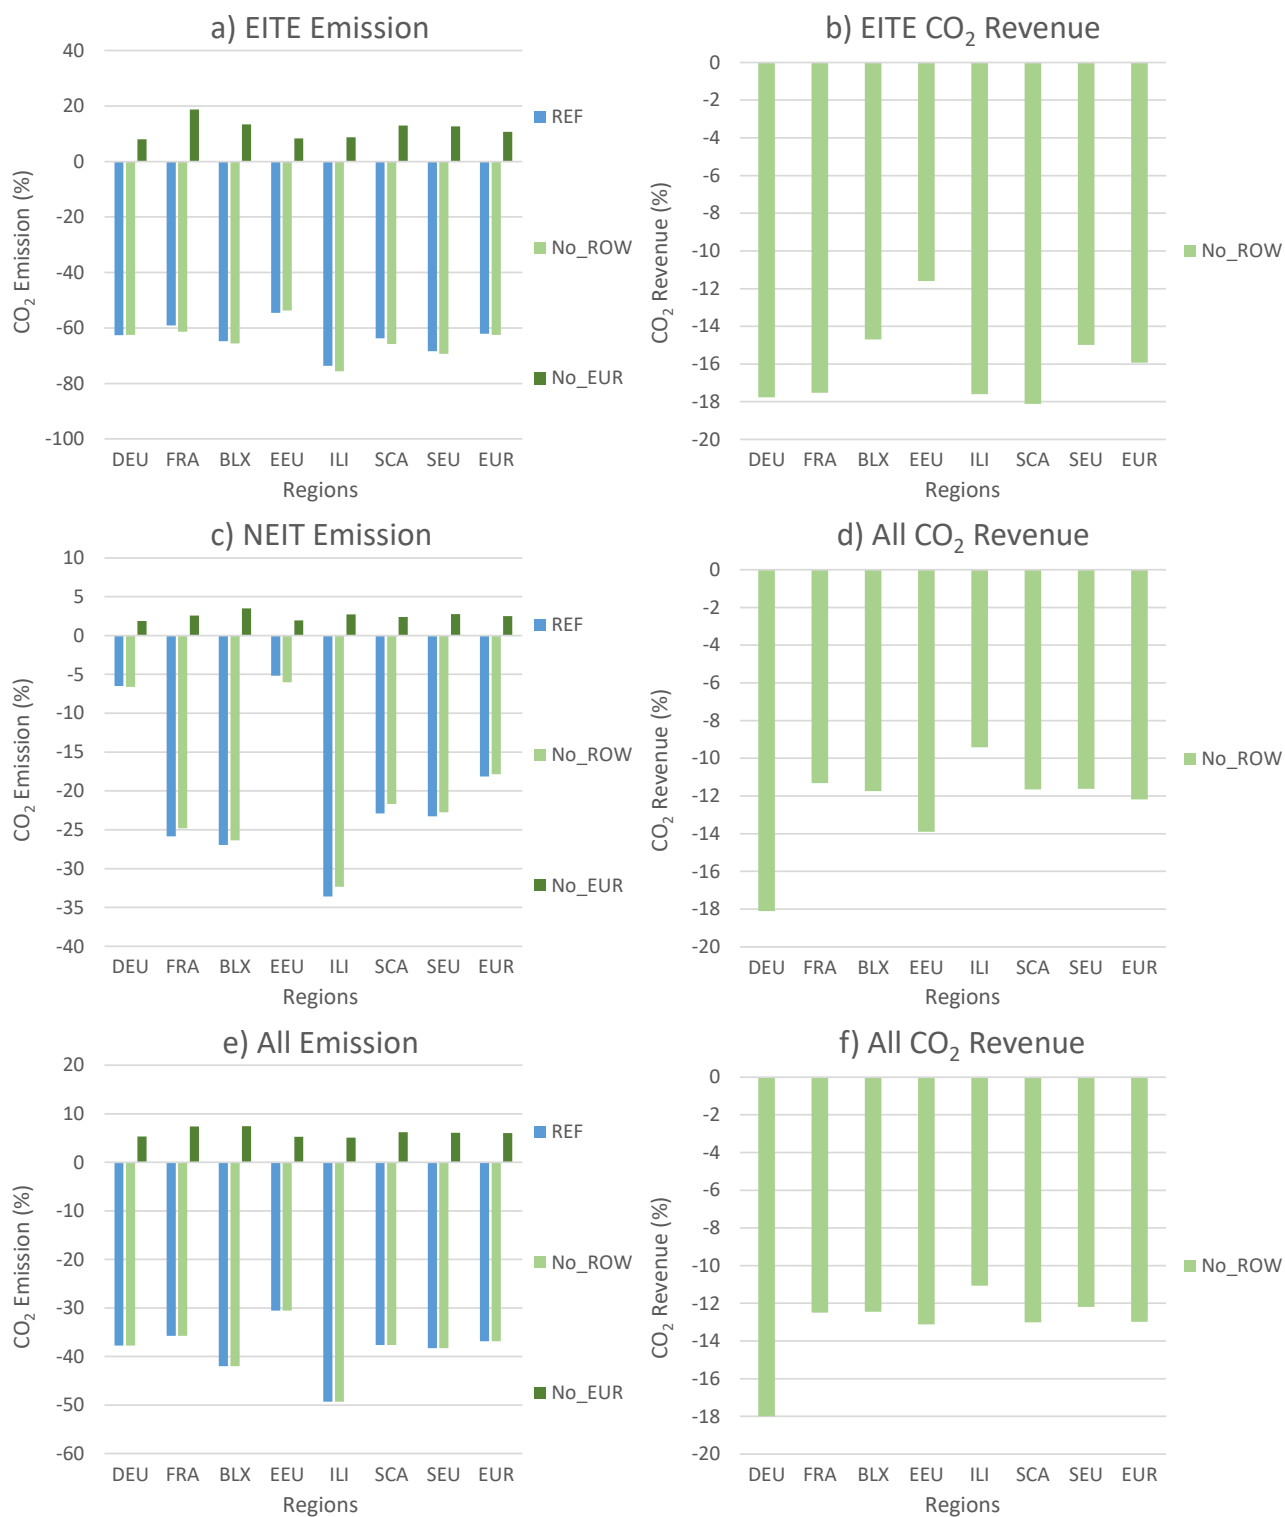 a) EITE Emission
40
20
0
-20
-40
-60
-80
-100
CO₂ Emission (%)
DEU FRA BLX EEU ILI SCA SEU EUR
Regions
REF
No_ROW
No_EUR
b) EITE CO₂ Revenue
0
-2
-4
-6
-8
-10
-12
-14
-16
-18
-20
CO₂ Revenue (%)
DEU FRA BLX EEU ILI SCA SEU EUR
Regions
No_ROW
c) NEIT Emission
10
5
0
-5
-10
-15
-20
-25
-30
-35
-40
CO₂ Emission (%)
DEU FRA BLX EEU ILI SCA SEU EUR
Regions
REF
No_ROW
No_EUR
d) All CO₂ Revenue
0
-2
-4
-6
-8
-10
-12
-14
-16
-18
-20
CO₂ Revenue (%)
DEU FRA BLX EEU ILI SCA SEU EUR
Regions
No_ROW
e) All Emission
20
10
0
-10
-20
-30
-40
-50
-60
CO₂ Emission (%)
DEU FRA BLX EEU ILI SCA SEU EUR
Regions
REF
No_ROW
No_EUR
f) All CO₂ Revenue
0
-2
-4
-6
-8
-10
-12
-14
-16
-18
-20
CO₂ Revenue (%)
DEU FRA BLX EEU ILI SCA SEU EUR
Regions
No_ROW